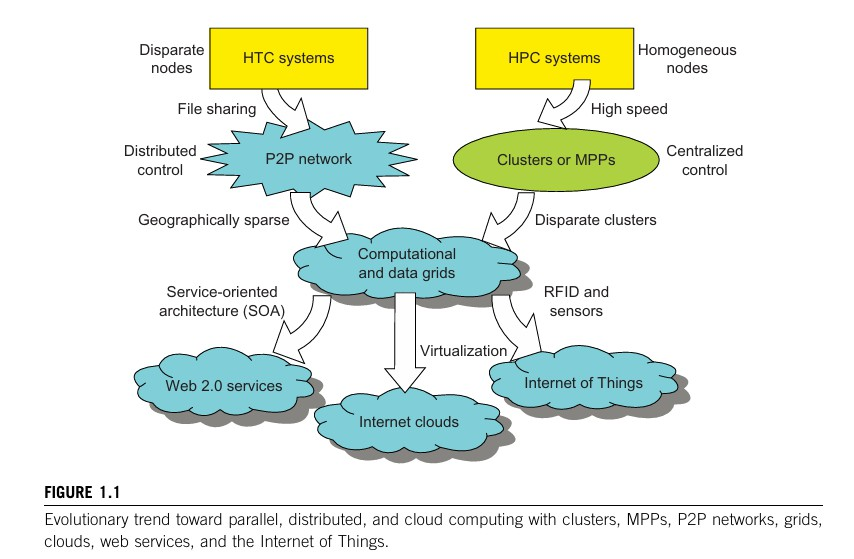 Disparate
nodes
HTC systems
HPC systems
Homogeneous
nodes
File sharing
High speed
Distributed
control
P2P network
Clusters or MPPs
Centralized
control
Geographically sparse
Disparate clusters
Computational
and data grids
Service-oriented
architecture (SOA)
RFID and
sensors
Virtualization
Web 2.0 services
Internet of Things
Internet clouds
FIGURE 1.1
Evolutionary trend toward parallel, distributed, and cloud computing with clusters, MPPs, P2P networks, grids,
clouds, web services, and the Internet of Things.